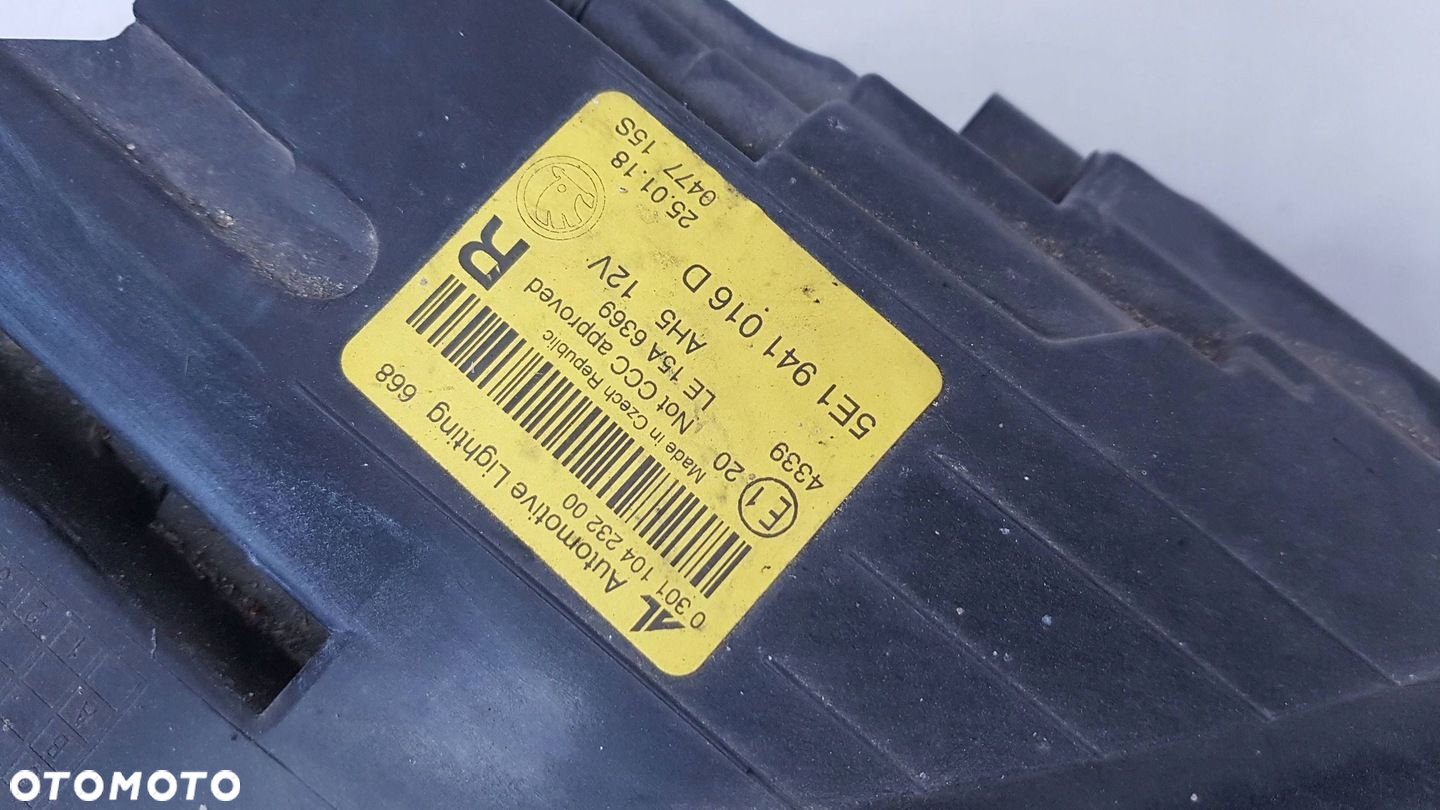 AL Automotive Lighting 668
0 301 104 232 00
R
Made in Czech Republic
E1 20
Not CCC approved
4339
LE 15A 6369
AH5 12V
5E1 941 016 D
25.01.18
0477 15S
OTOMOTO